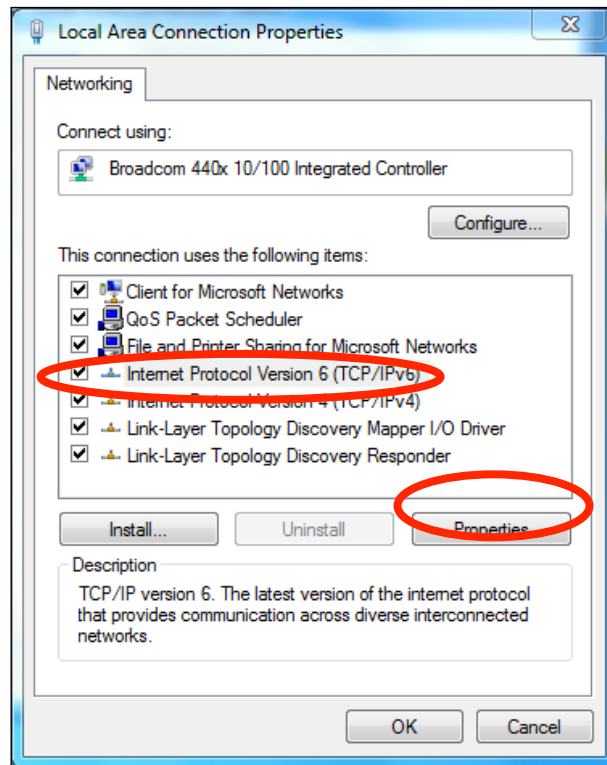 Local Area Connection Properties
Networking
Connect using:
Broadcom 440x 10/100 Integrated Controller
Configure...
This connection uses the following items:
Client for Microsoft Networks
QoS Packet Scheduler
File and Printer Sharing for Microsoft Networks
Internet Protocol Version 6 (TCP/IPv6)
Internet Protocol Version 4 (TCP/IPv4)
Link-Layer Topology Discovery Mapper I/O Driver
Link-Layer Topology Discovery Responder
Install...
Uninstall
Properties
Description
TCP/IP version 6. The latest version of the internet protocol
that provides communication across diverse interconnected
networks.
OK
Cancel